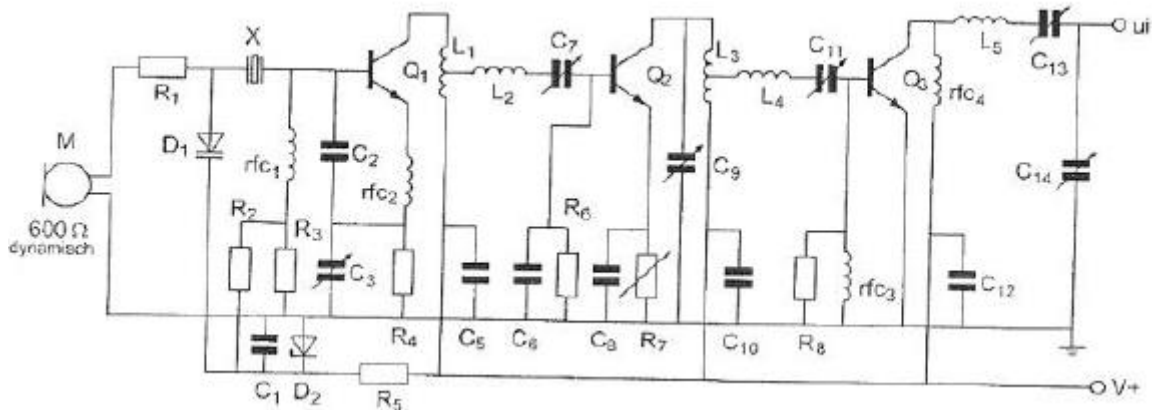 X
R1
D1
M
600 Ω
dynamisch
rfc1
R2
R3
C1
D2
C2
C3
Q1
rfc2
R4
R5
L1
L2
C7
C5
C6
R6
Q2
C8
R7
C9
L3
L4
C11
C10
R8
rfc3
Q3
rfc4
C12
L5
C13
C14
uit
V+